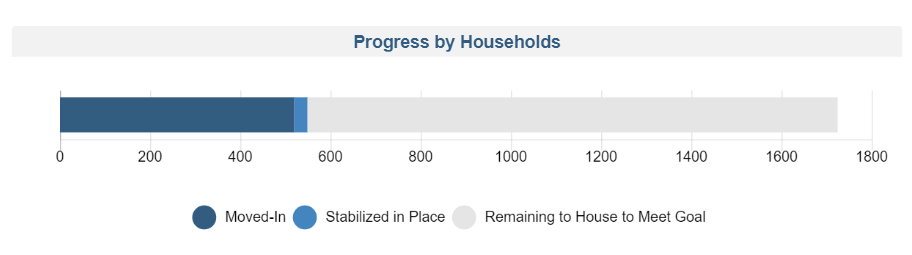 Progress by Households
0 200 400 600 800 1000 1200 1400 1600 1800
Moved-In Stabilized in Place Remaining to House to Meet Goal